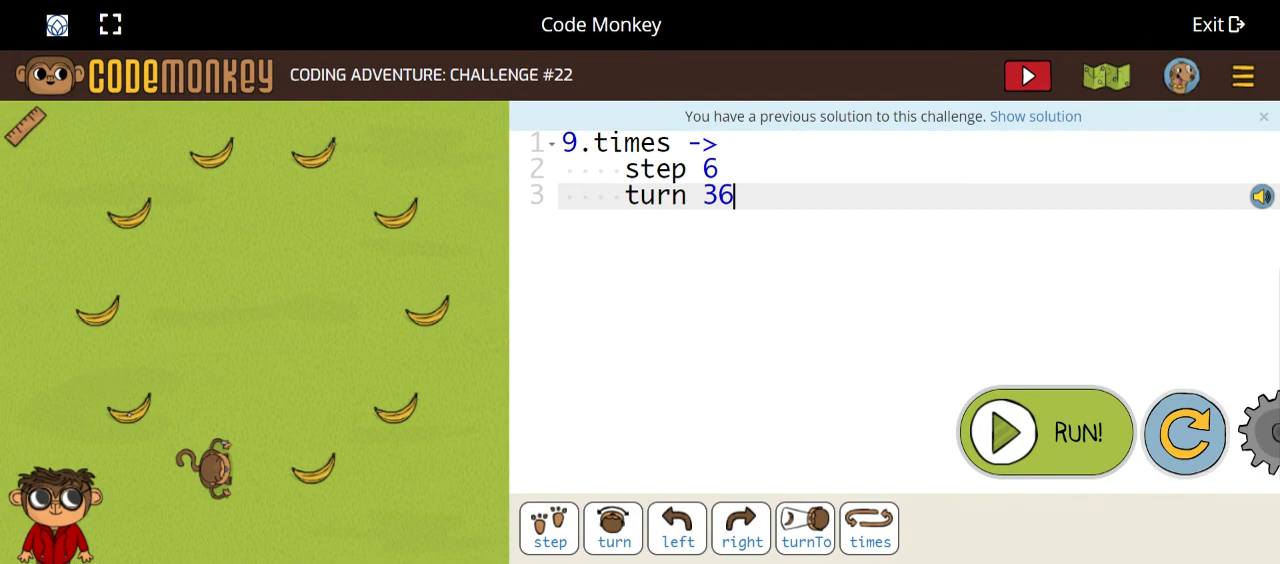 Code Monkey
Exit
CODEMONKEY
CODING ADVENTURE: CHALLENGE #22
You have a previous solution to this challenge. Show solution ×
1 9.times ->
2 ····step 6
3 ····turn 36
RUN!
step turn left right turnTo times